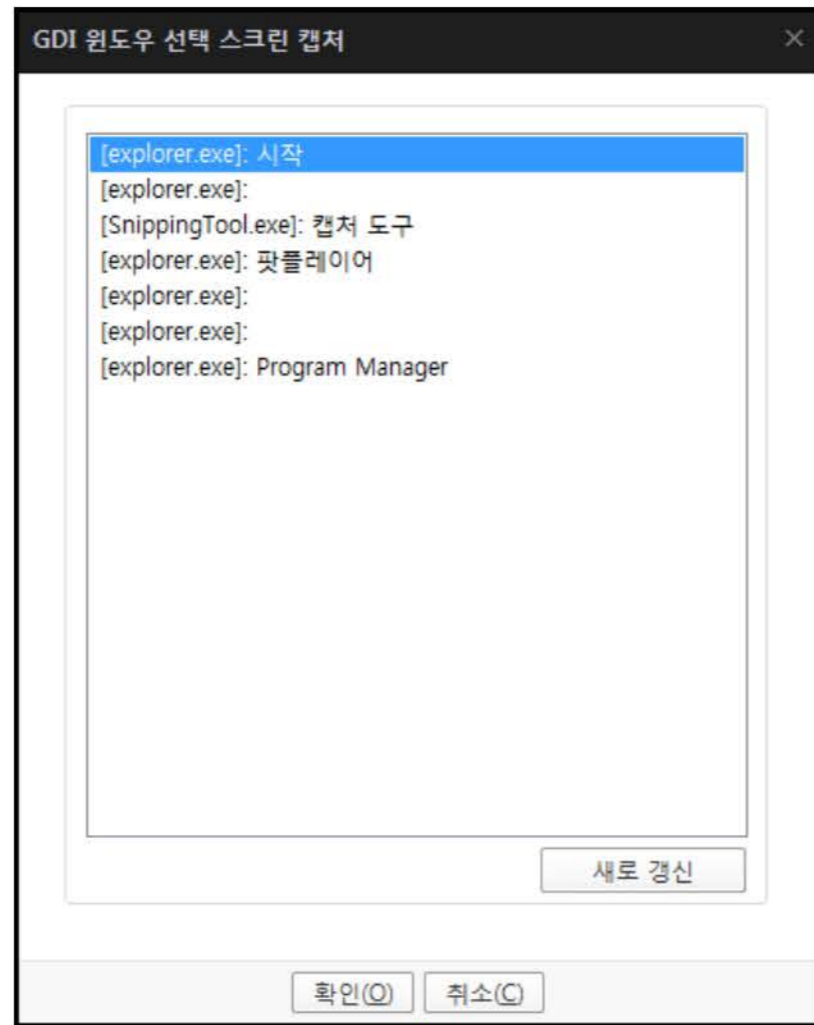 GDI 윈도우 선택 스크린 캡처
[explorer.exe]: 시작
[explorer.exe]:
[SnippingTool.exe]: 캡처 도구
[explorer.exe]: 팟플레이어
[explorer.exe]:
[explorer.exe]:
[explorer.exe]: Program Manager
새로 갱신
확인(O) 취소(C)